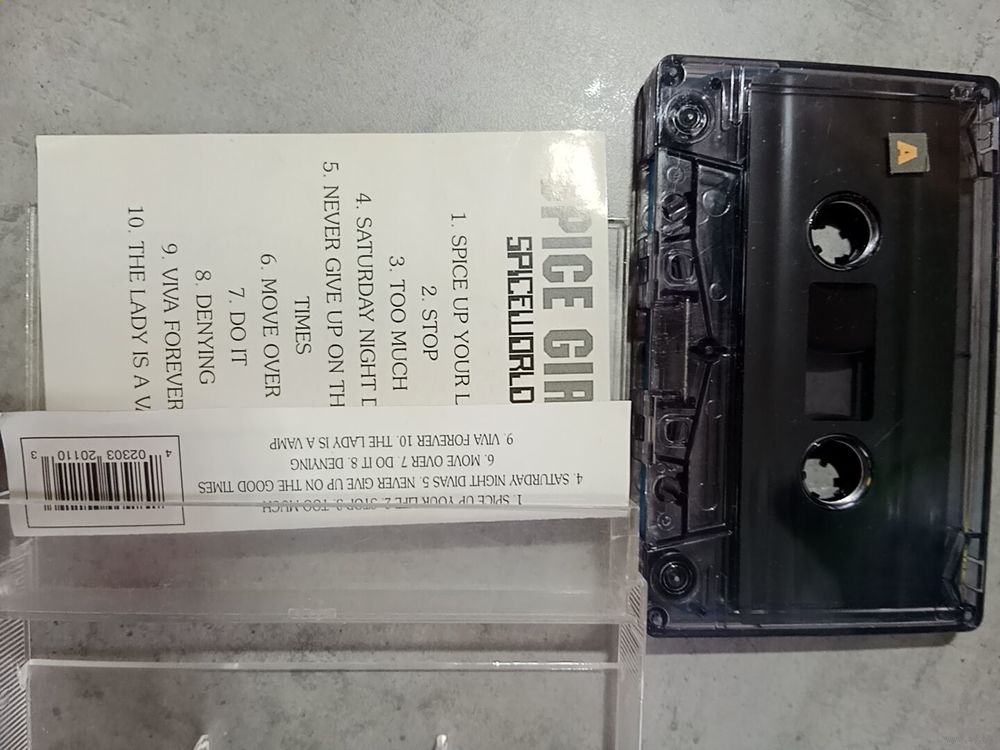 SPICE GIR
SPICEWORLD
1. SPICE UP YOUR L
2. STOP
3. TOO MUCH
4. SATURDAY NIGHT D
5. NEVER GIVE UP ON TH
TIMES
6. MOVE OVER
7. DO IT
8. DENYING
9. VIVA FOREVER
10. THE LADY IS A VA
1. SPICE UP YOUR LIFE 2. STOP 3. TOO MUCH
4. SATURDAY NIGHT DIVAS 5. NEVER GIVE UP ON THE GOOD TIMES
6. MOVE OVER 7. DO IT 8. DENYING
9. VIVA FOREVER 10. THE LADY IS A VAMP
4 02303 20110 3
A